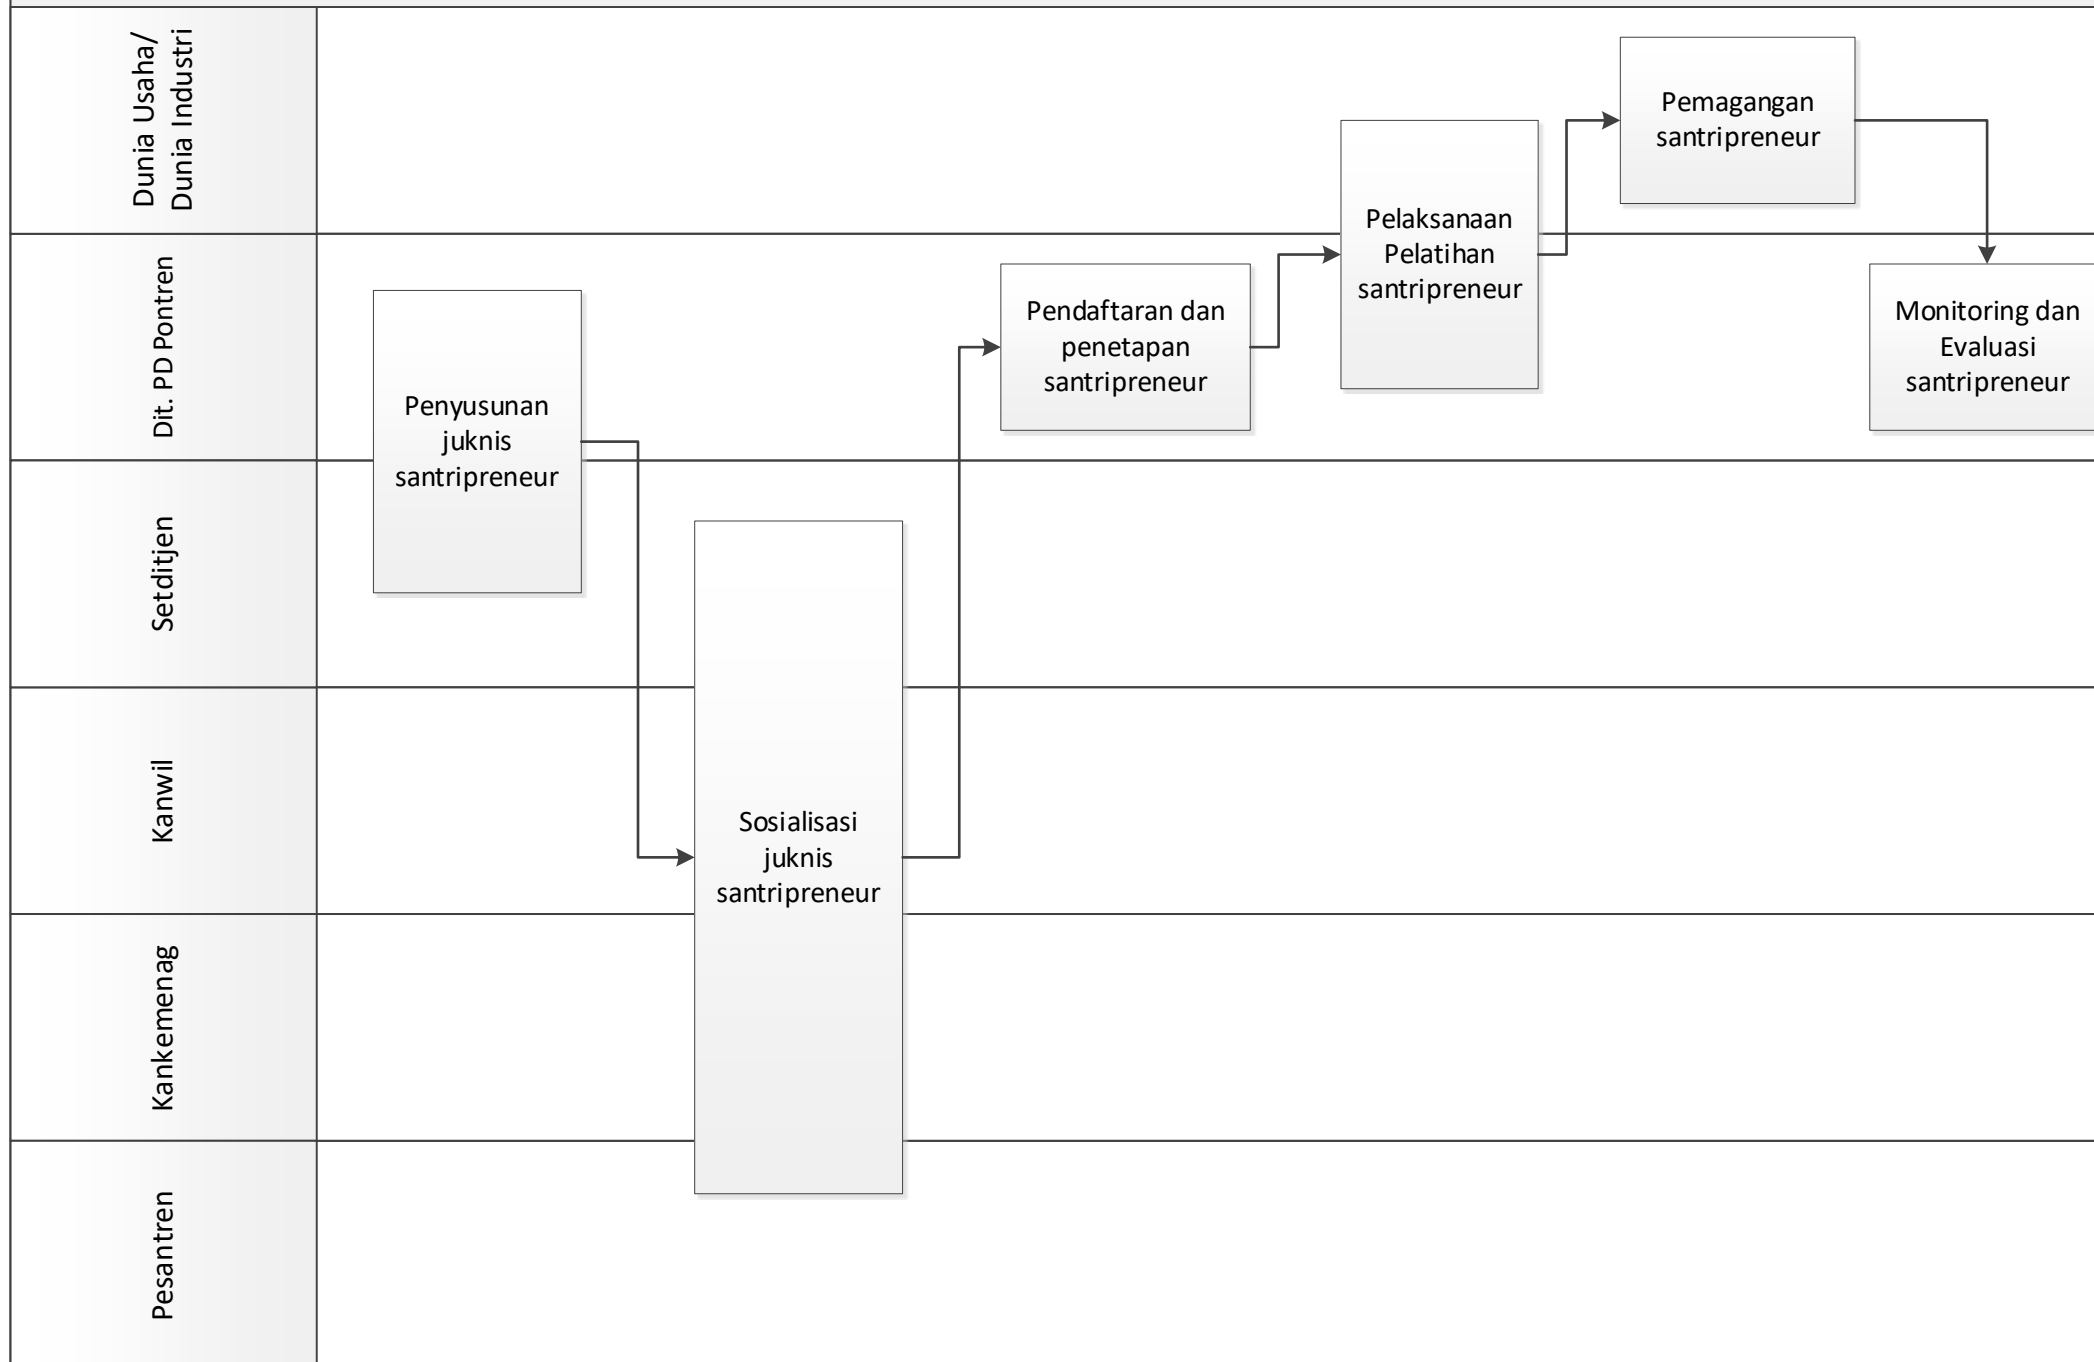 Dunia Usaha/
Dunia Industri
Dit. PD Pontren
Setditjen
Kanwil
Kankemenag
Pesantren
Penyusunan
juknis
santripreneur
Sosialisasi
juknis
santripreneur
Pendaftaran dan
penetapan
santripreneur
Pelaksanaan
Pelatihan
santripreneur
Pemagangan
santripreneur
Monitoring dan
Evaluasi
santripreneur